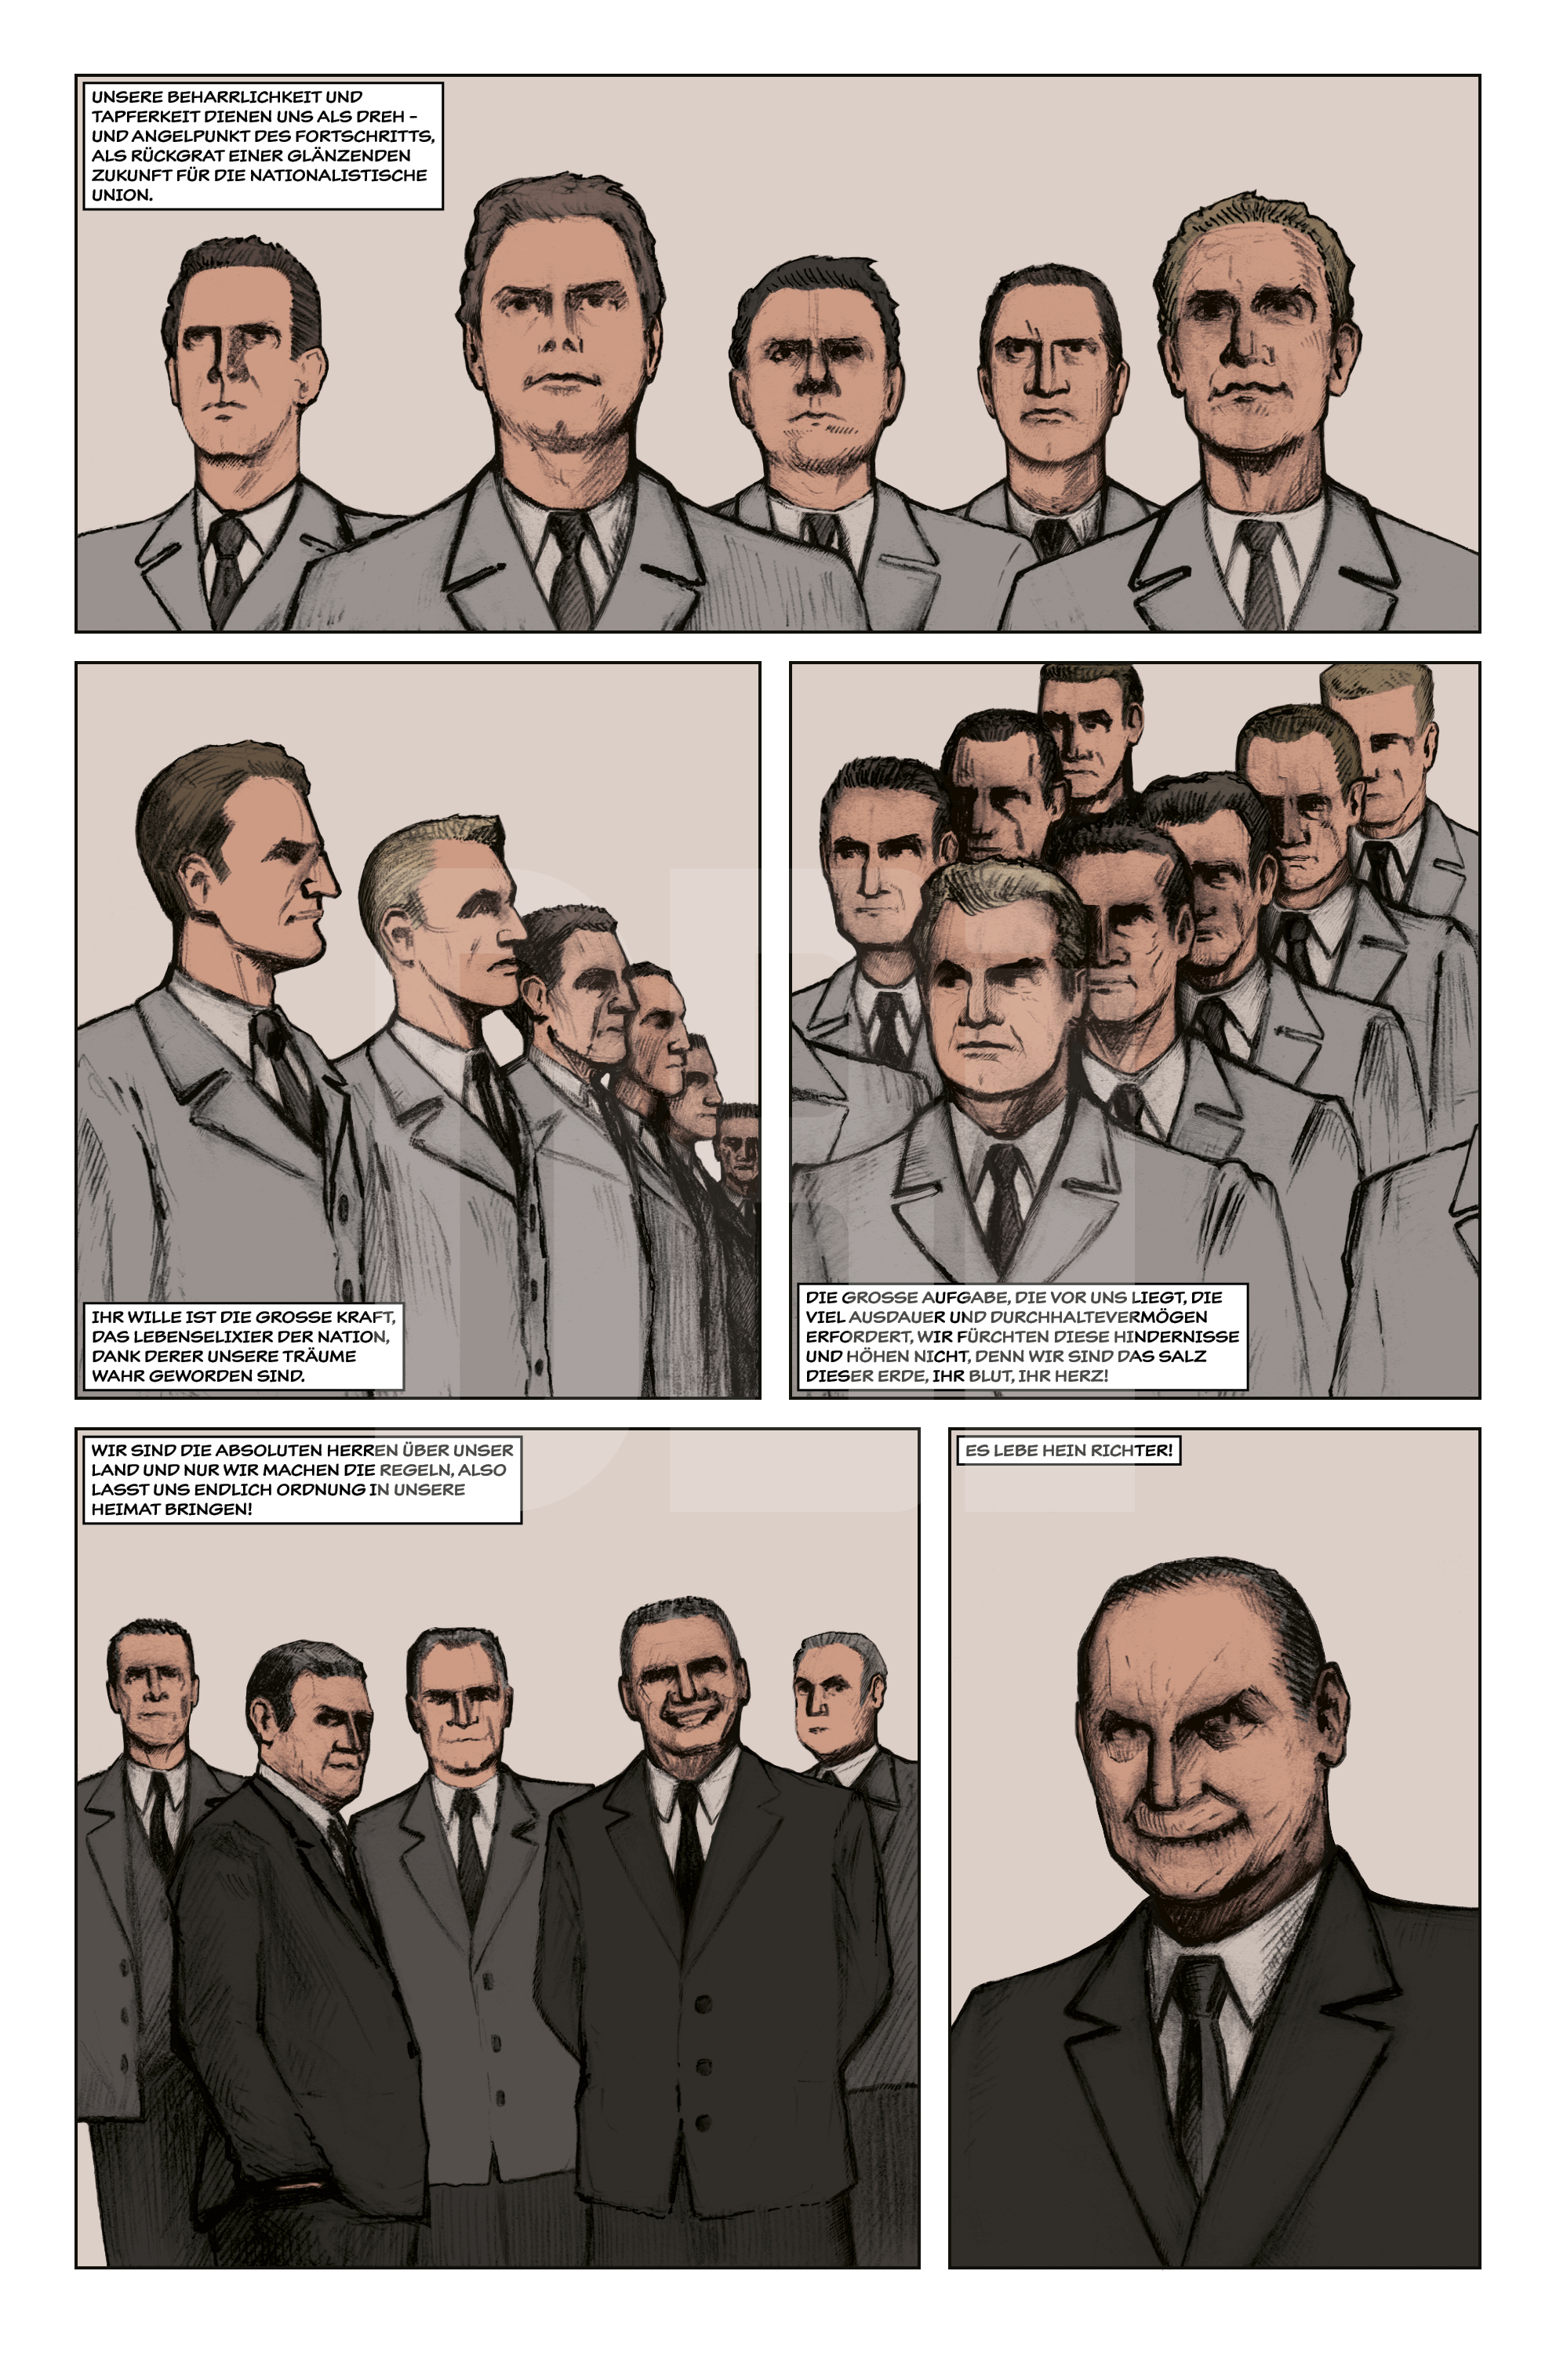 UNSERE BEHARRLICHKEIT UND
TAPFERKEIT DIENEN UNS ALS DREH -
UND ANGELPUNKT DES FORTSCHRITTS,
ALS RÜCKGRAT EINER GLÄNZENDEN
ZUKUNFT FÜR DIE NATIONALISTISCHE
UNION.
IHR WILLE IST DIE GROSSE KRAFT,
DAS LEBENSELIXIER DER NATION,
DANK DERER UNSERE TRÄUME
WAHR GEWORDEN SIND.
DIE GROSSE AUFGABE, DIE VOR UNS LIEGT, DIE
VIEL AUSDAUER UND DURCHHALTEVERMÖGEN
ERFORDERT, WIR FÜRCHTEN DIESE HINDERNISSE
UND HÖHEN NICHT, DENN WIR SIND DAS SALZ
DIESER ERDE, IHR BLUT, IHR HERZ!
WIR SIND DIE ABSOLUTEN HERREN ÜBER UNSER
LAND UND NUR WIR MACHEN DIE REGELN, ALSO
LASST UNS ENDLICH ORDNUNG IN UNSERE
HEIMAT BRINGEN!
ES LEBE HEIN RICHTER!